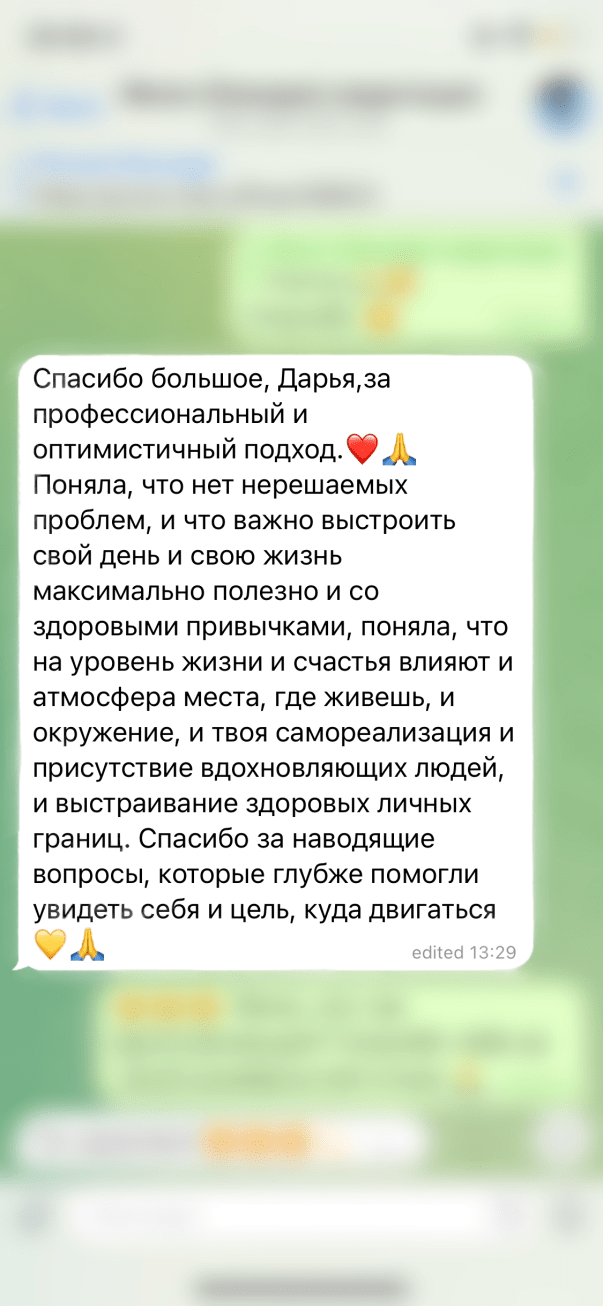 Спасибо большое, Дарья,за
профессиональный и
оптимистичный подход.❤️🙏
Поняла, что нет нерешаемых
проблем, и что важно выстроить
свой день и свою жизнь
максимально полезно и со
здоровыми привычками, поняла, что
на уровень жизни и счастья влияют и
атмосфера места, где живешь, и
окружение, и твоя самореализация и
присутствие вдохновляющих людей,
и выстраивание здоровых личных
границ. Спасибо за наводящие
вопросы, которые глубже помогли
увидеть себя и цель, куда двигаться
💛🙏 edited 13:29